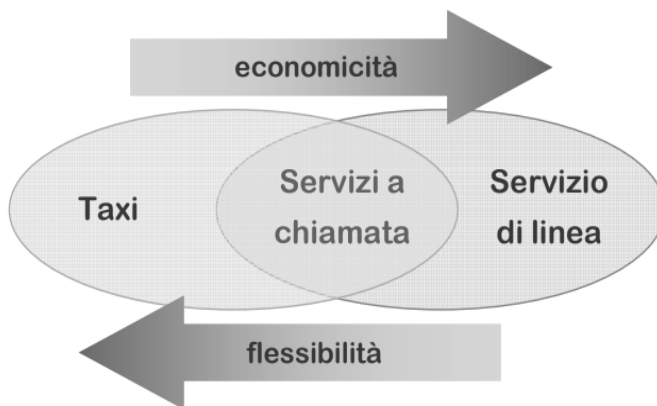 economicità
Taxi
Servizi a
chiamata
Servizio
di linea
flessibilità